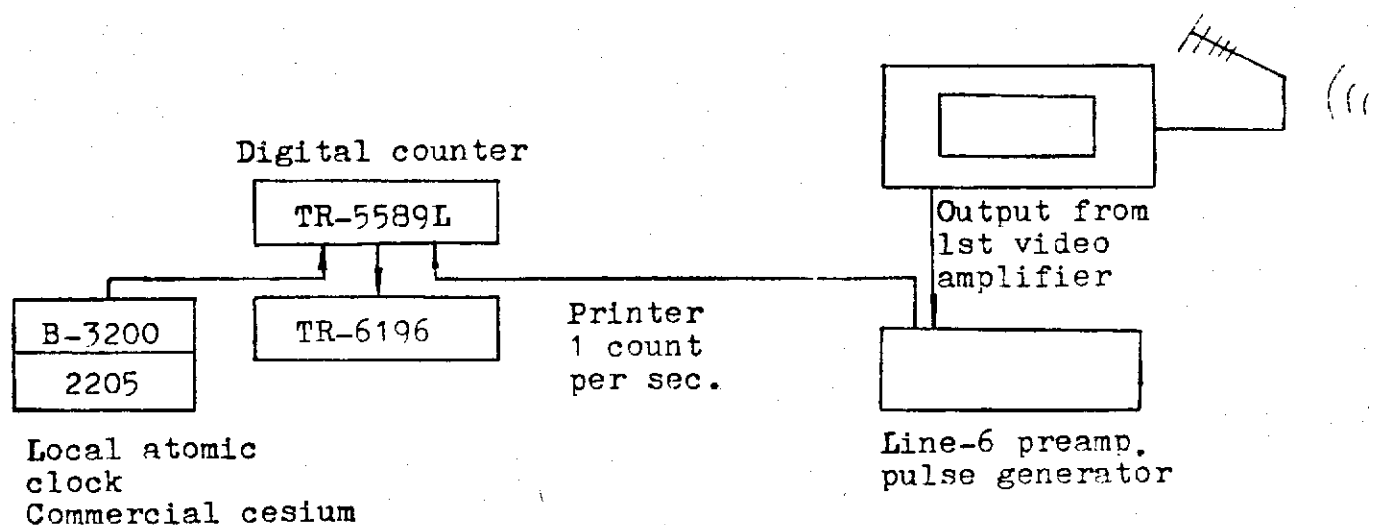 Digital counter
TR-5589L
Output from
1st video
amplifier
B-3200
2205
TR-6196
Printer
1 count
per sec.
Local atomic
clock
Commercial cesium
Line-6 preamp.
pulse generator